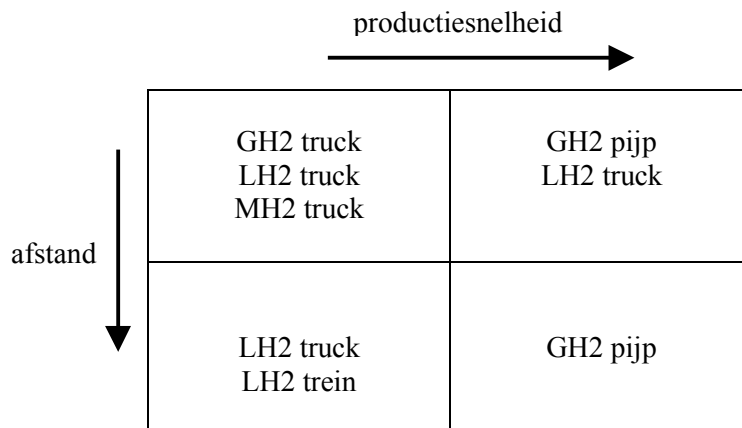 productiesnelheid
GH2 truck
LH2 truck
MH2 truck
GH2 pijp
LH2 truck
afstand
LH2 truck
LH2 trein
GH2 pijp